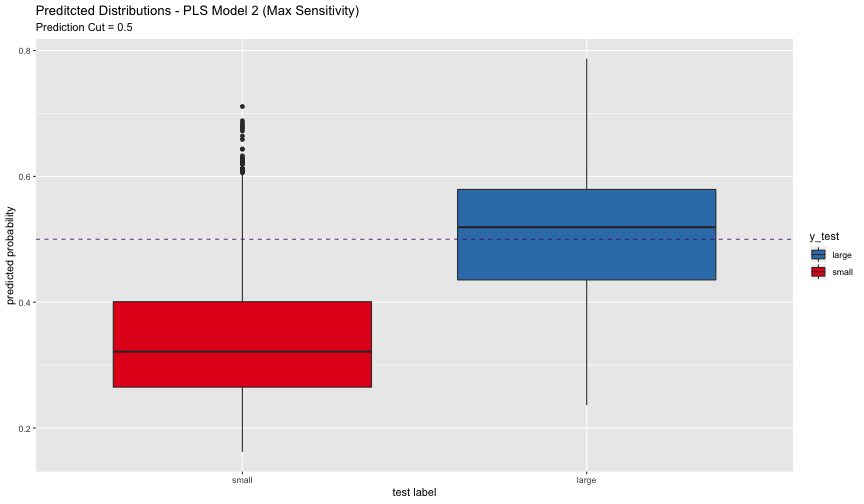 Preditcted Distributions - PLS Model 2 (Max Sensitivity)
Prediction Cut = 0.5
0.8
0.6
0.4
0.2
predicted probability
small
large
test label
y_test
large
small